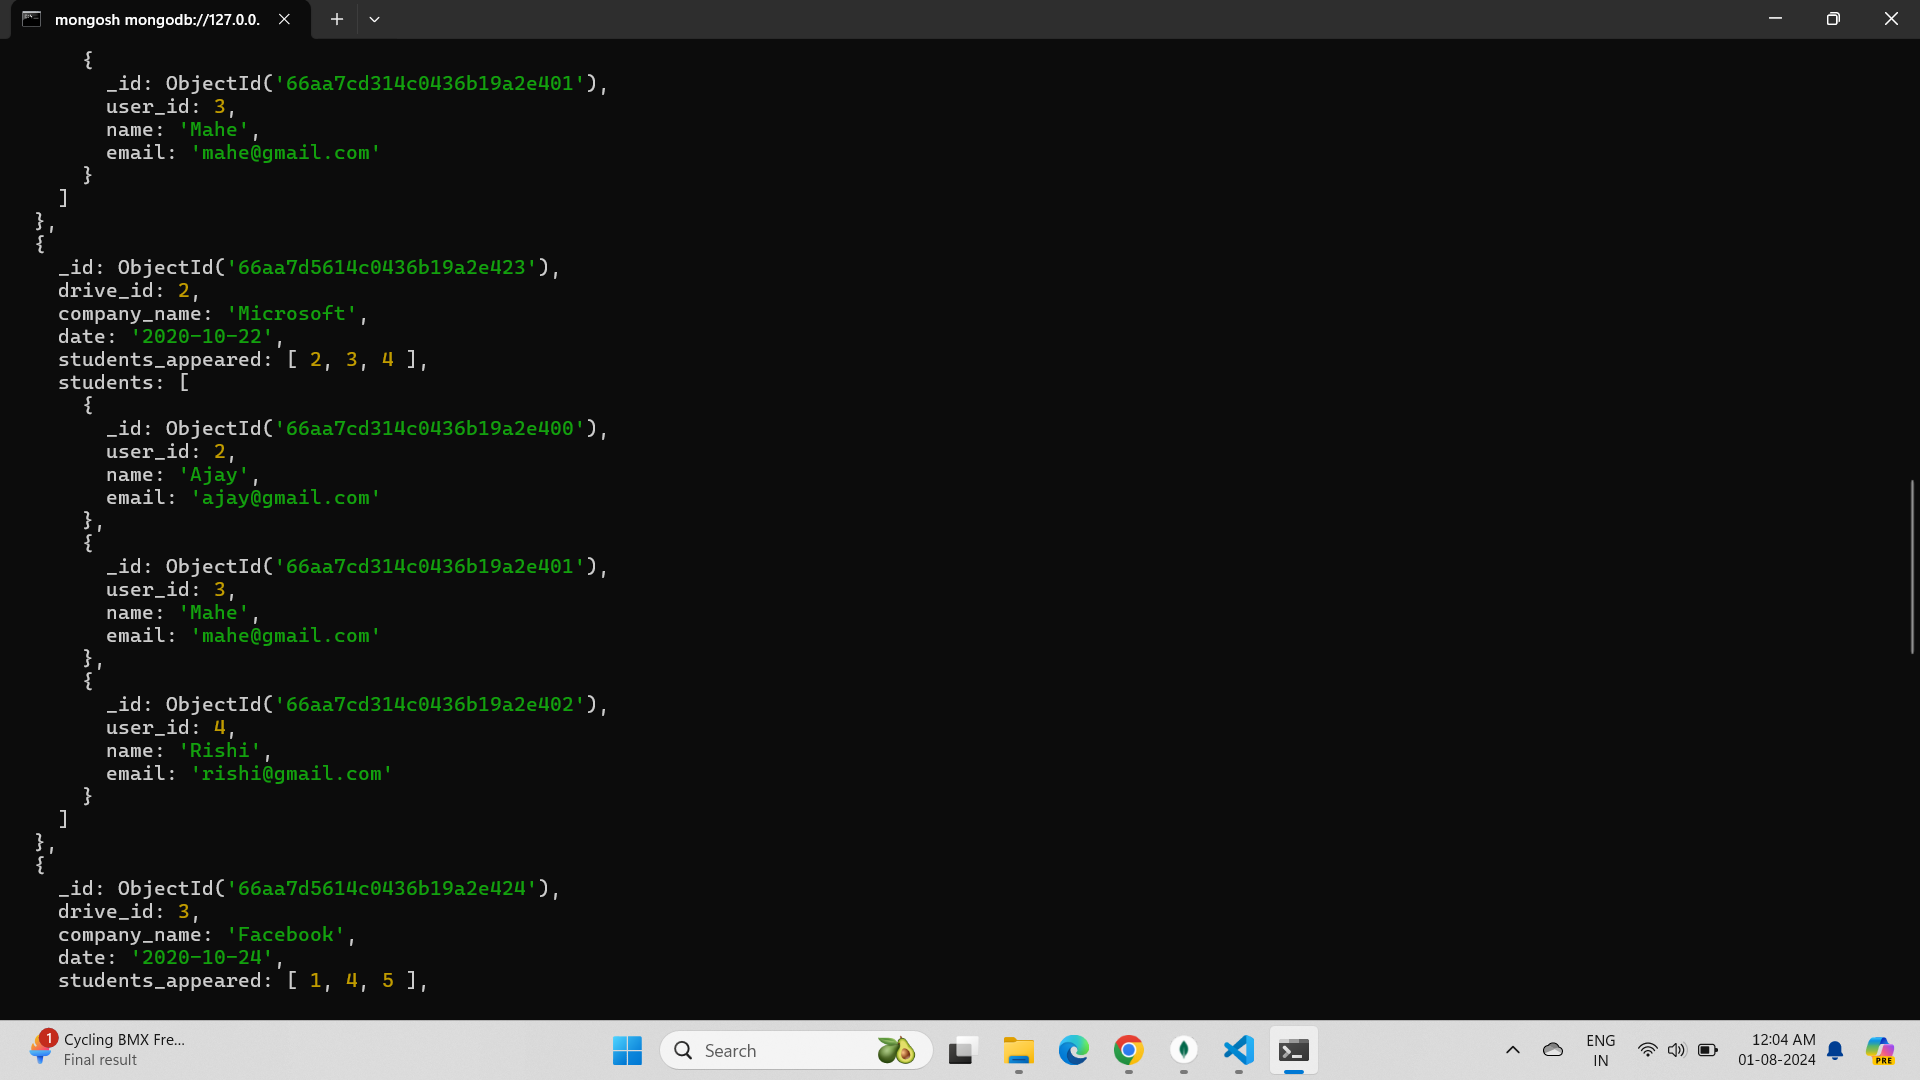 mongosh mongodb://127.0.0.
{
_id: ObjectId('66aa7cd314c0436b19a2e401'),
user_id: 3,
name: 'Mahe',
email: 'mahe@gmail.com'
}
]
},
{
_id: ObjectId('66aa7d5614c0436b19a2e423'),
drive_id: 2,
company_name: 'Microsoft',
date: '2020-10-22',
students_appeared: [ 2, 3, 4 ],
students: [
{
_id: ObjectId('66aa7cd314c0436b19a2e400'),
user_id: 2,
name: 'Ajay',
email: 'ajay@gmail.com'
},
{
_id: ObjectId('66aa7cd314c0436b19a2e401'),
user_id: 3,
name: 'Mahe',
email: 'mahe@gmail.com'
},
{
_id: ObjectId('66aa7cd314c0436b19a2e402'),
user_id: 4,
name: 'Rishi',
email: 'rishi@gmail.com'
}
]
},
{
_id: ObjectId('66aa7d5614c0436b19a2e424'),
drive_id: 3,
company_name: 'Facebook',
date: '2020-10-24',
students_appeared: [ 1, 4, 5 ],
1
Cycling BMX Fre...
Final result
Search
ENG
IN
12:04 AM
01-08-2024
PRE